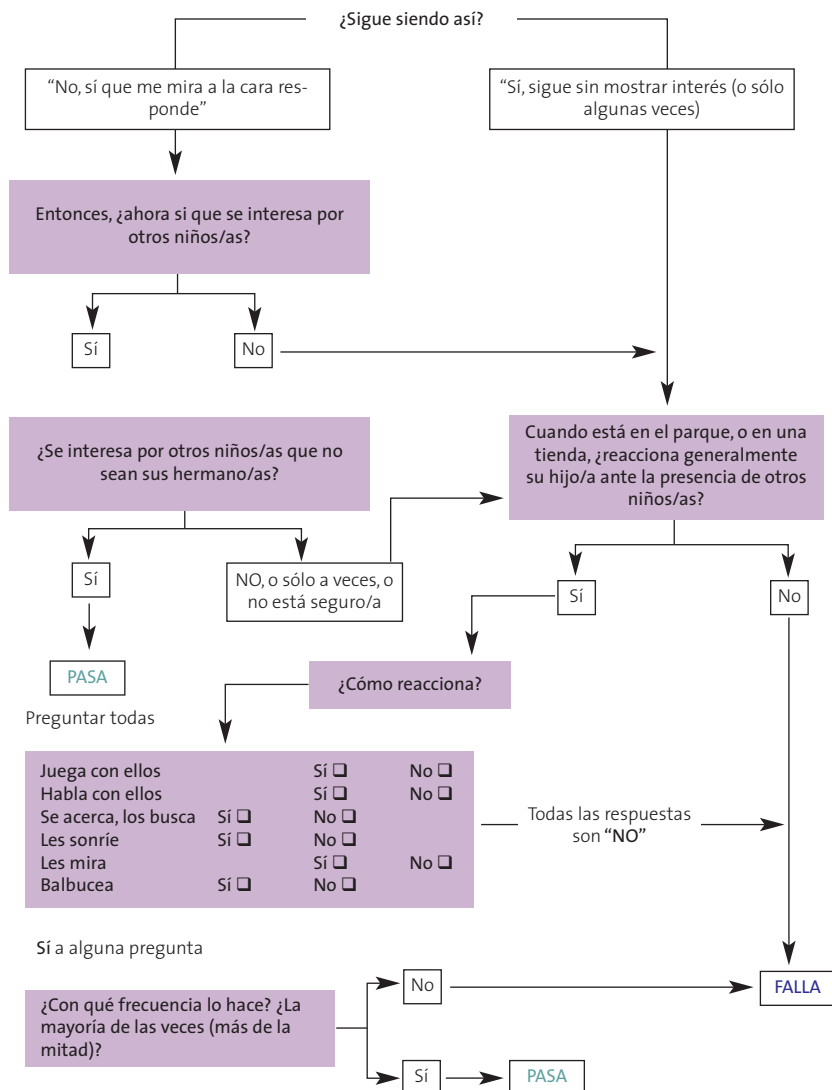 ¿Sigue siendo así?
“No, sí que me mira a la cara res-
ponde”
“Sí, sigue sin mostrar interés (o sólo
algunas veces)
Entonces, ¿ahora si que se interesa por
otros niños/as?
Sí
No
¿Se interesa por otros niños/as que no
sean sus hermano/as?
Cuando está en el parque, o en una
tienda, ¿reacciona generalmente
su hijo/a ante la presencia de otros
niños/as?
Sí
NO, o sólo a veces, o
no está seguro/a
Sí
No
PASA
Preguntar todas
¿Cómo reacciona?
Juega con ellos Sí ❑ No ❑
Habla con ellos Sí ❑ No ❑
Se acerca, los busca Sí ❑ No ❑
Les sonríe Sí ❑ No ❑
Les mira Sí ❑ No ❑
Balbucea Sí ❑ No ❑
Todas las respuestas
son “NO”
Sí a alguna pregunta
¿Con qué frecuencia lo hace? ¿La
mayoría de las veces (más de la
mitad)?
No
FALLA
Sí
PASA